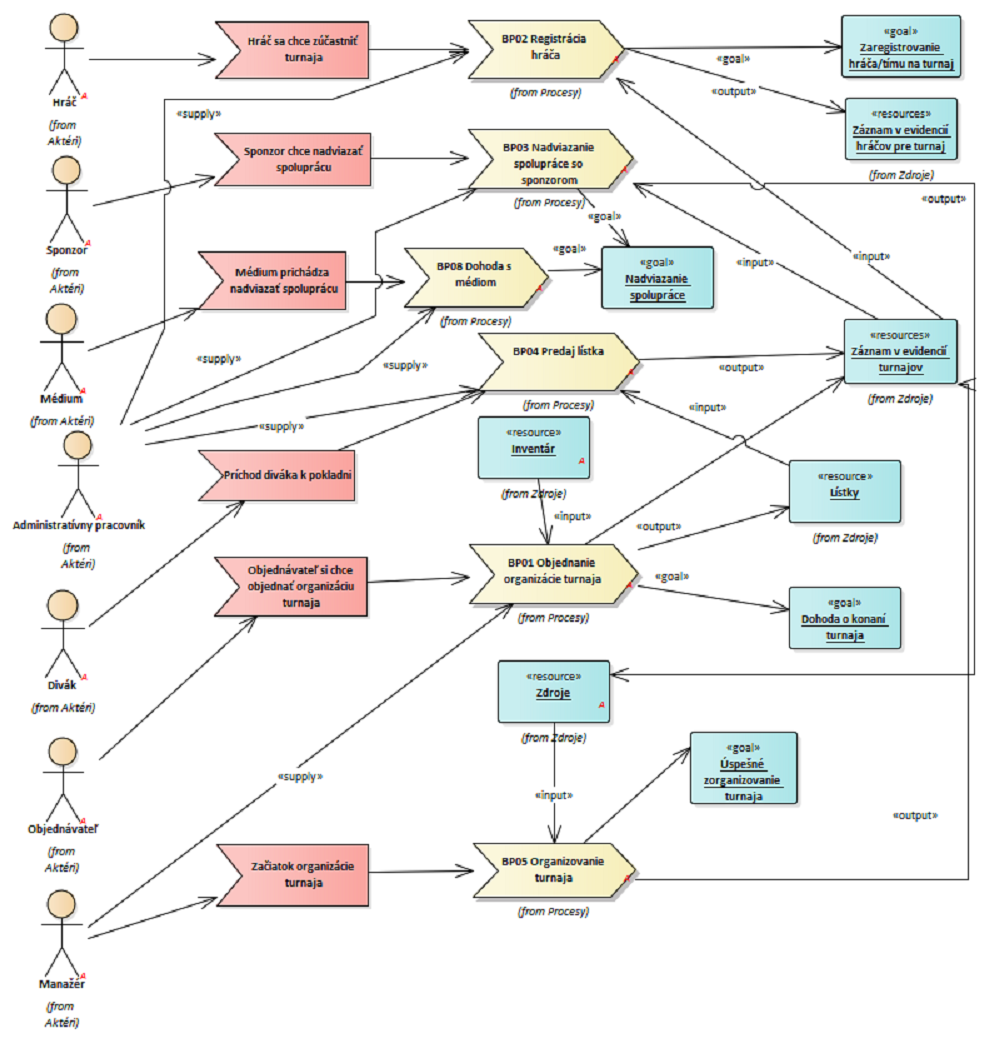 Hráč
(from
Aktéri)
Sponzor
(from
Aktéri)
Médium
(from Aktéri)
Administratívny pracovník
(from
Aktéri)
Divák
(from Aktéri)
Objednávateľ
(from
Aktéri)
Manažér
(from
Aktéri)
Hráč sa chce zúčastniť
turnaja
«supply»
Sponzor chce nadviazať
spoluprácu
Médium prichádza
nadviazať spoluprácu
«supply»
«supply»
«supply»
Príchod diváka k pokladni
Objednávateľ si chce
objednať organizáciu
turnaja
«supply»
Začiatok organizácie
turnaja
BP02 Registrácia
hráča
(from Procesy)
BP03 Nadviazanie
spolupráce so
sponzorom
(from Procesy)
BP08 Dohoda s
médiom
(from Procesy)
BP04 Predaj lístka
(from Procesy)
«resource»
Inventár
(from Zdroje)
«input»
BP01 Objednanie
organizácie turnaja
(from Procesy)
«resource»
Zdroje
(from Zdroje)
«input»
BP05 Organizovanie
turnaja
(from Procesy)
«goal»
«output»
«goal»
Zaregistrovanie
hráča/tímu na turnaj
«resources»
Záznam v evidencií
hráčov pre turnaj
(from Zdroje)
«output»
«goal»
«goal»
«goal»
Nadviazanie
spolupráce
«input»
«input»
«resources»
Záznam v evidencií
turnajov
(from Zdroje)
«output»
«input»
«resource»
Lístky
(from Zdroje)
«output»
«goal»
«goal»
Dohoda o konaní
turnaja
«goal»
Úspešné
zorganizovanie
turnaja
«output»